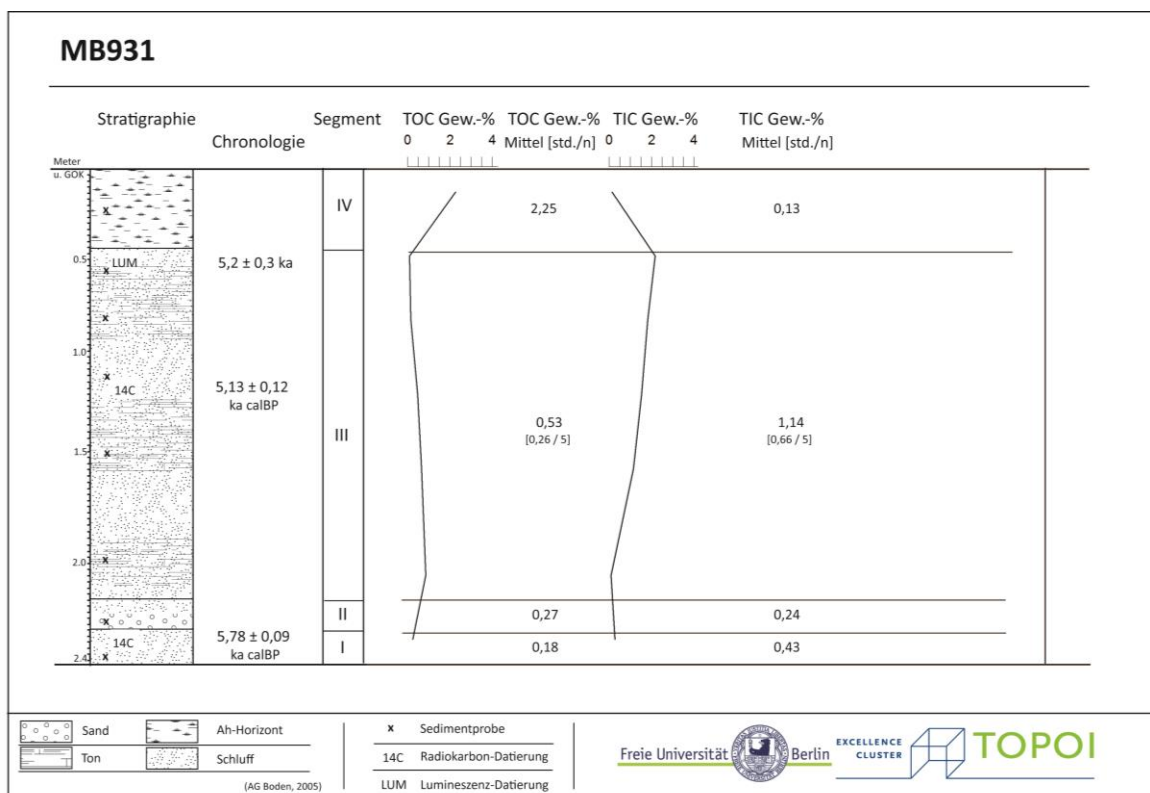 MB931
Stratigraphie
Chronologie
Segment
TOC Gew.-%
TOC Gew.-%
TIC Gew.-%
TIC Gew.-%
0 2 4
Mittel [std./n]
0 2 4
Mittel [std./n]
Meter
u. GOK
IV
2,25
0,13
0.5
LUM
5,2 ± 0,3 ka
1.0
14C
5,13 ± 0,12
ka calBP
III
0,53
[0,26 / 5]
1,14
[0,66 / 5]
1.5
2.0
II
0,27
0,24
14C
5,78 ± 0,09
ka calBP
I
0,18
0,43
2.4
Sand
Ah-Horizont
Ton
Schluff
(AG Boden, 2005)
x Sedimentprobe
14C Radiokarbon-Datierung
LUM Lumineszenz-Datierung
Freie Universität Berlin
EXCELLENCE
CLUSTER
TOPOI